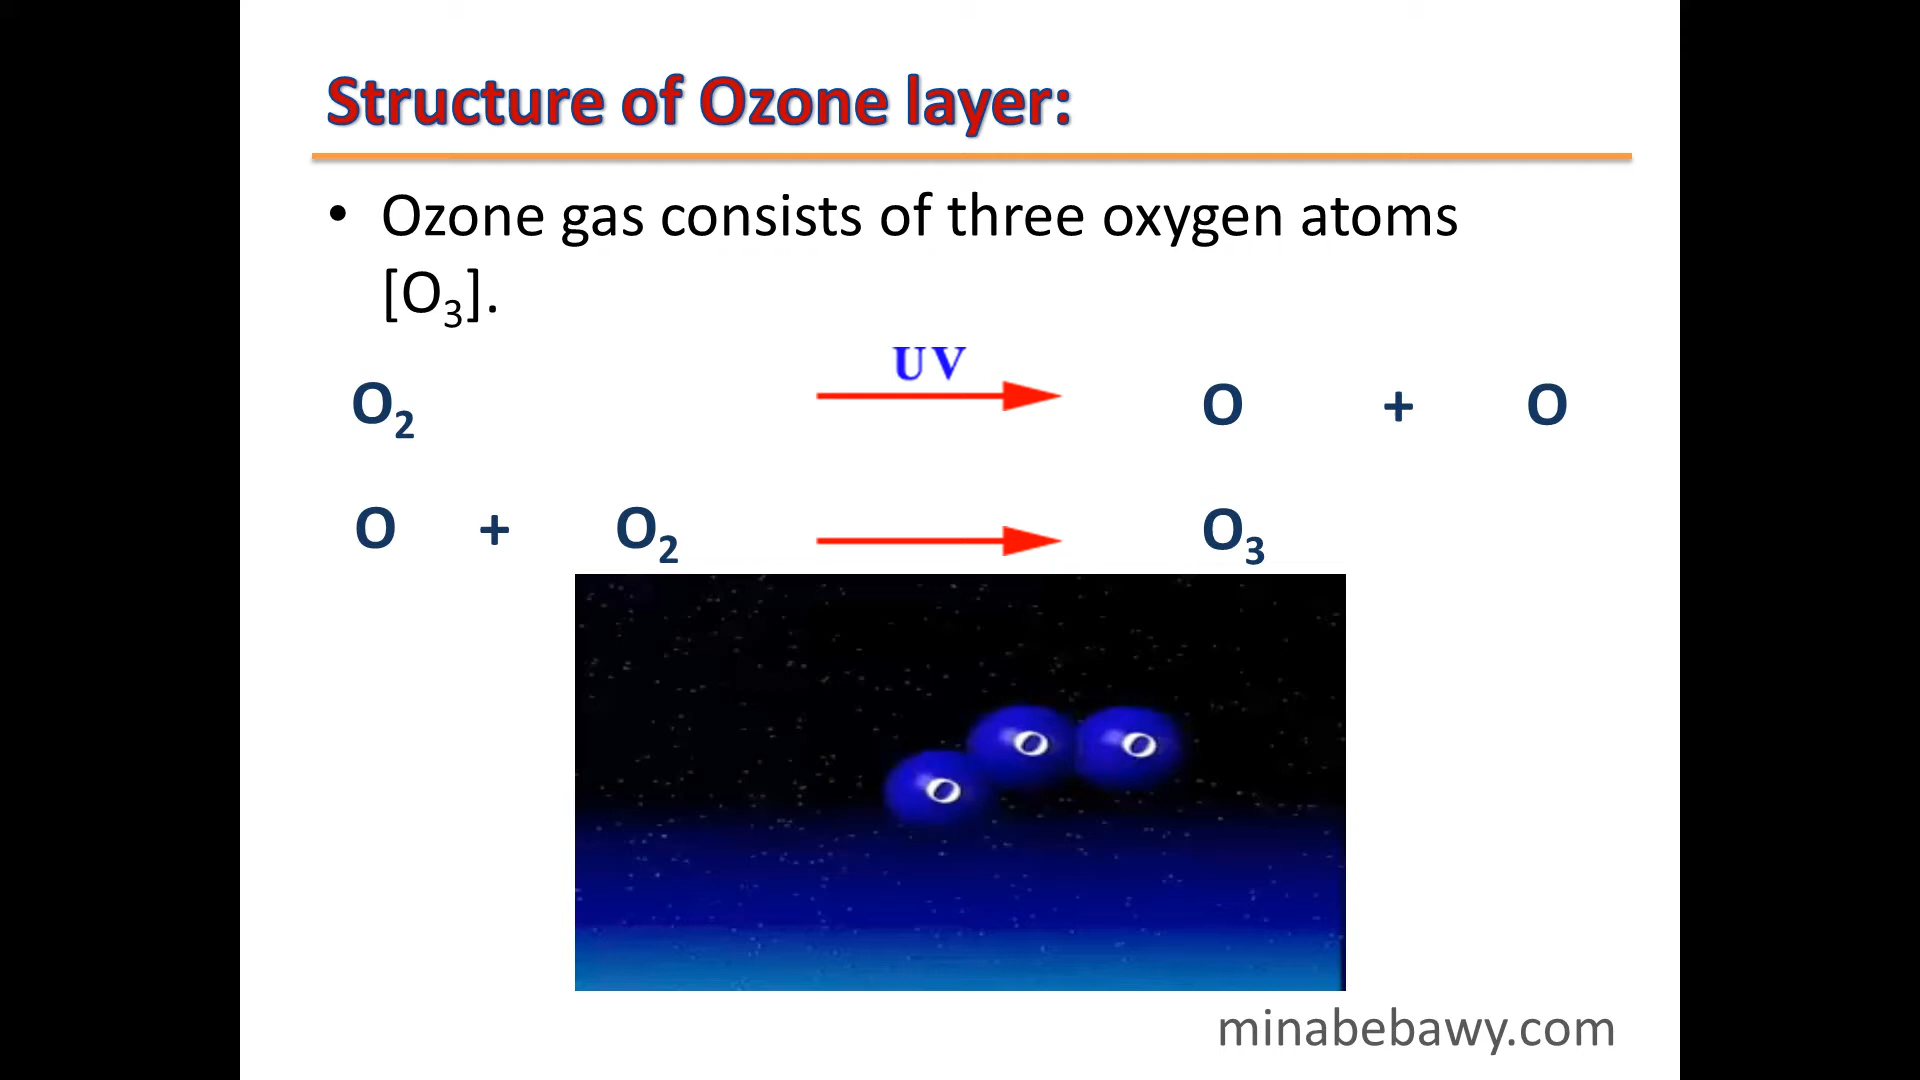 Structure of Ozone layer:
• Ozone gas consists of three oxygen atoms
[O₃].
UV
O₂ O + O
O + O₂ O₃
O O
O
minabebawy.com